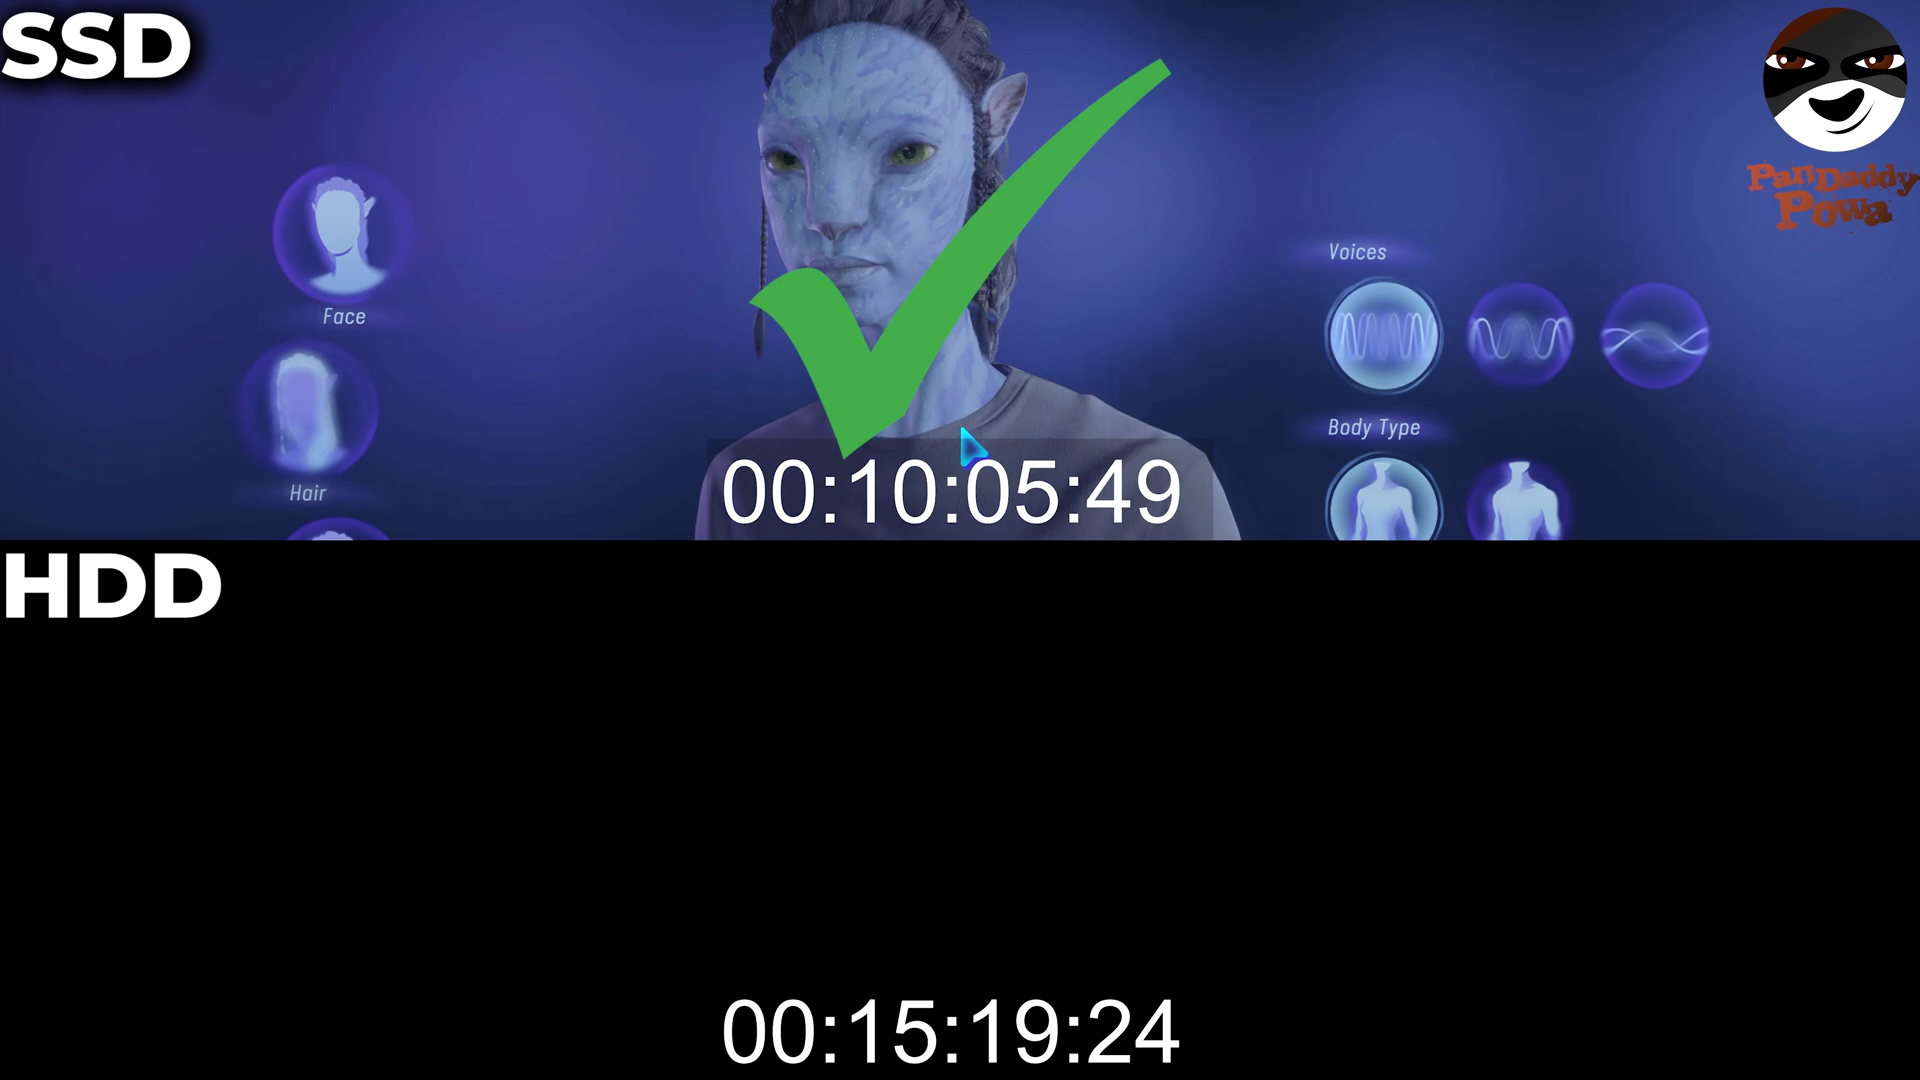 SSD
PanDaddy
Powa
Voices
Face
Body Type
Hair
00:10:05:49
HDD
00:15:19:24